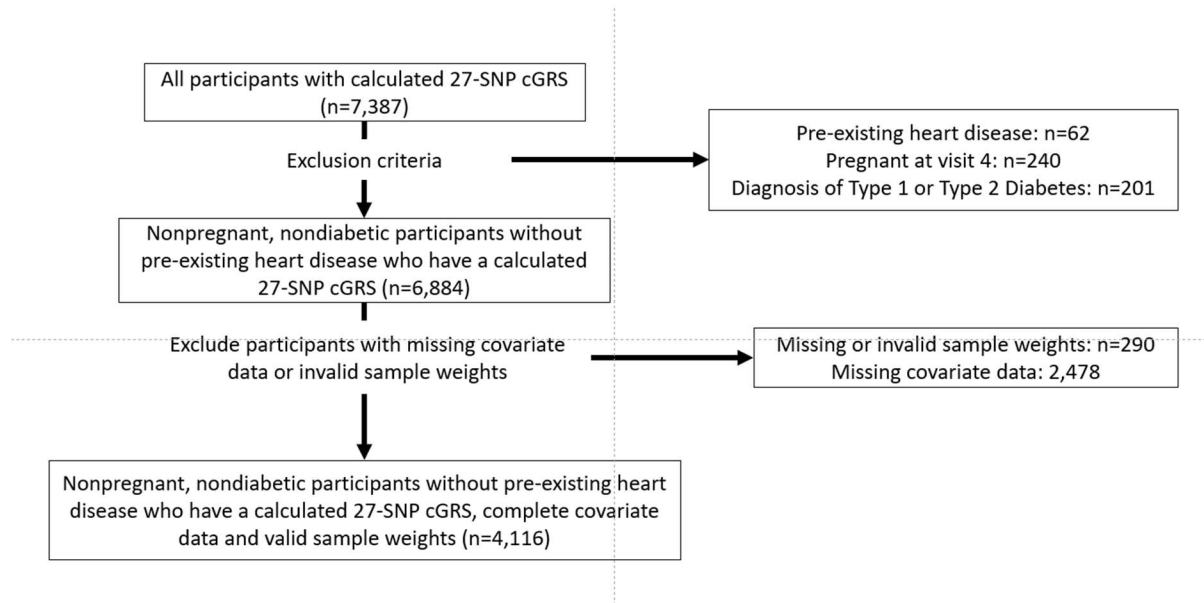 All participants with calculated 27-SNP cGRS
(n=7,387)
Exclusion criteria
Pre-existing heart disease: n=62
Pregnant at visit 4: n=240
Diagnosis of Type 1 or Type 2 Diabetes: n=201
Nonpregnant, nondiabetic participants without
pre-existing heart disease who have a calculated
27-SNP cGRS (n=6,884)
Exclude participants with missing covariate
data or invalid sample weights
Missing or invalid sample weights: n=290
Missing covariate data: 2,478
Nonpregnant, nondiabetic participants without pre-existing heart
disease who have a calculated 27-SNP cGRS, complete covariate
data and valid sample weights (n=4,116)